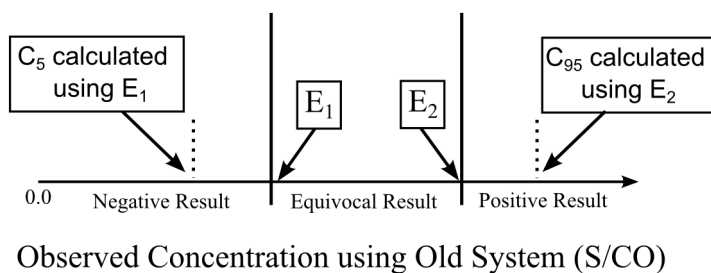 C5 calculated
using E1
E1
E2
C95 calculated
using E2
0.0
Negative Result
Equivocal Result
Positive Result
Observed Concentration using Old System (S/CO)